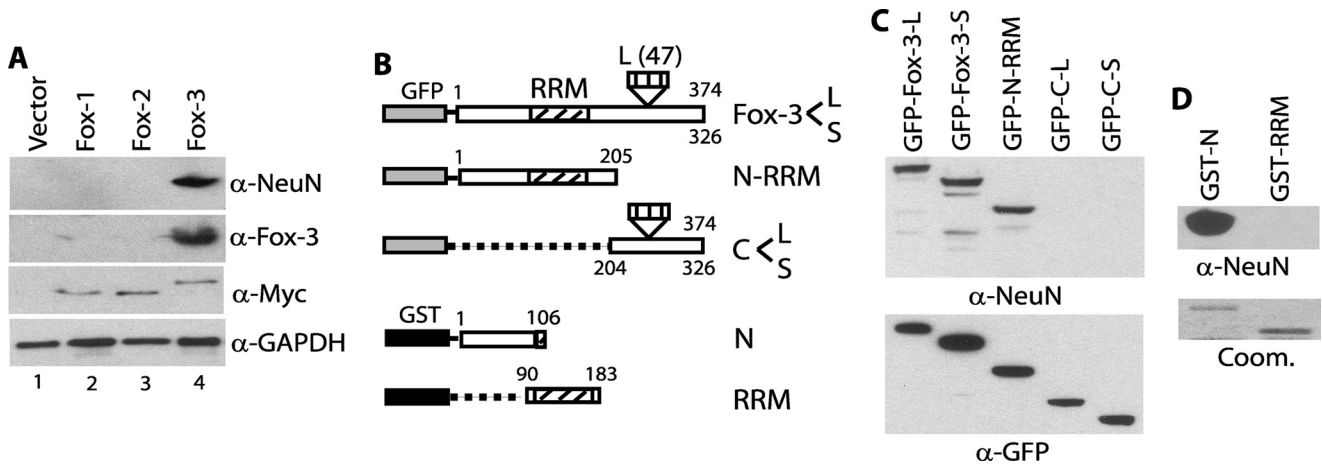 A
Vector
Fox-1
Fox-2
Fox-3
α-NeuN
α-Fox-3
α-Myc
α-GAPDH
1 2 3 4
B
L (47)
GFP 1 RRM 374
Fox-3 < L
S
326
1 205
N-RRM
374
C < L
S
204 326
GST 1 106
N
90 183
RRM
C
GFP-Fox-3-L
GFP-Fox-3-S
GFP-N-RRM
GFP-C-L
GFP-C-S
α-NeuN
α-GFP
D
GST-N
GST-RRM
α-NeuN
Coom.